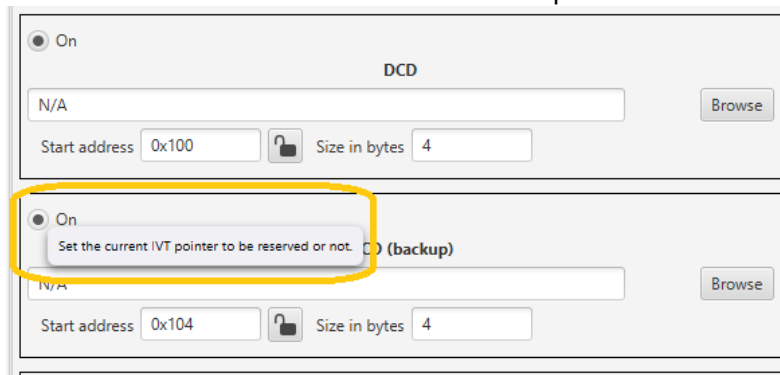 On
DCD
N/A
Browse
Start address 0x100 Size in bytes 4
On
Set the current IVT pointer to be reserved or not.
(backup)
N/A
Browse
Start address 0x104 Size in bytes 4